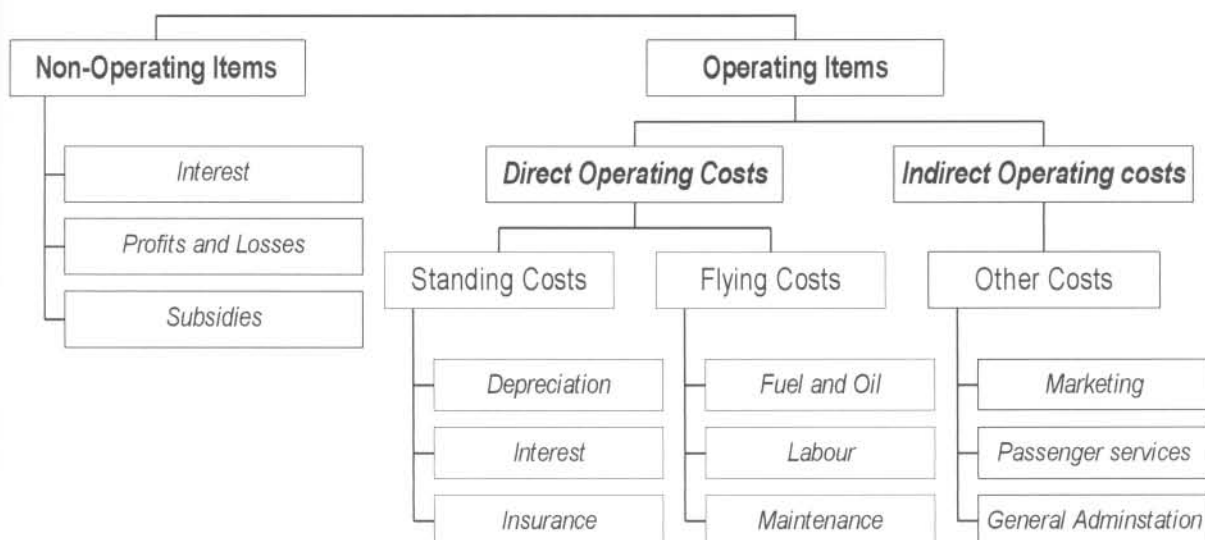 Non-Operating Items
Operating Items
Interest
Profits and Losses
Subsidies
Direct Operating Costs
Indirect Operating costs
Standing Costs
Flying Costs
Other Costs
Depreciation
Interest
Insurance
Fuel and Oil
Labour
Maintenance
Marketing
Passenger services
General Adminstation